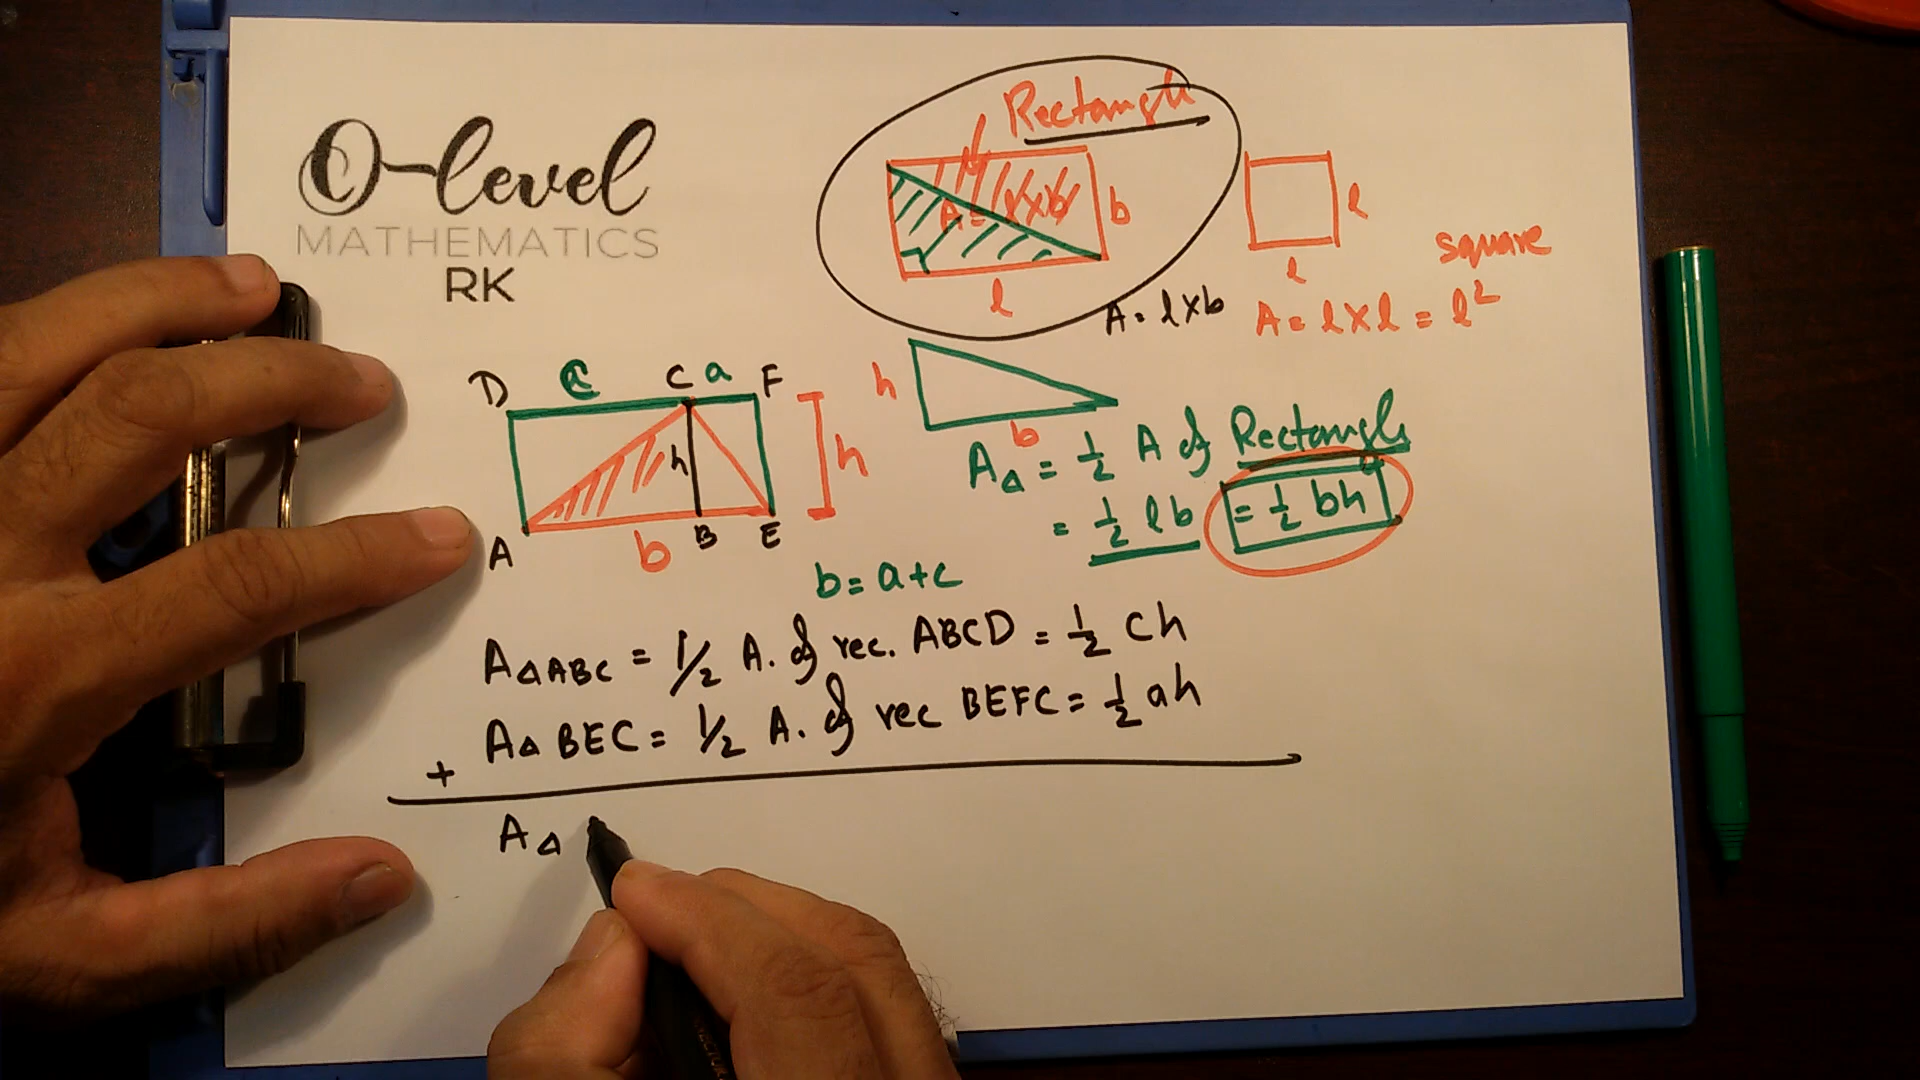 O-level
MATHEMATICS
RK
Rectangle
A = l x b
b
l
A = l x b
l
l
square
A = l x l = l²
D c C a F
h
h
A b B E
h
b
A△ = 1/2 A of Rectangle
= 1/2 lb = 1/2 bh
b = a + c
A△ABC = 1/2 A. of rec. ABCD = 1/2 ch
A△ BEC = 1/2 A. of rec BEFC = 1/2 ah
+
A△